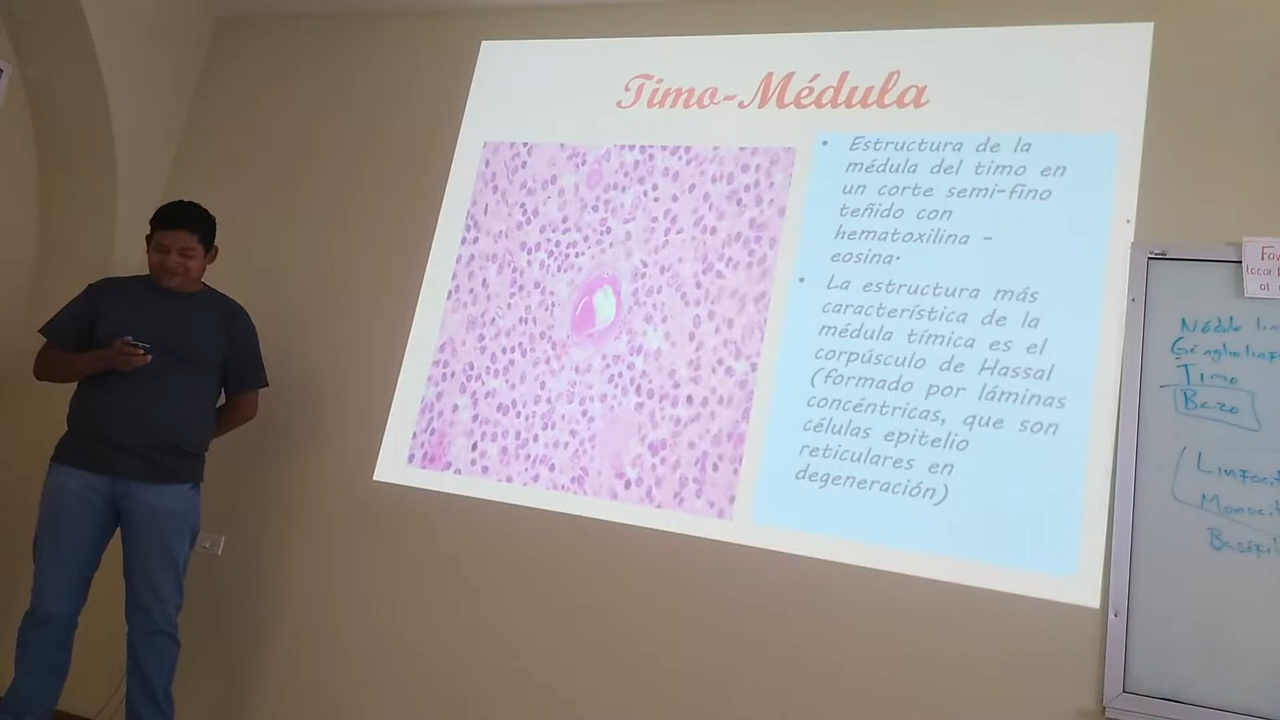 Timo-Médula
• Estructura de la
médula del timo en
un corte semi-fino
teñido con
hematoxilina -
eosina.
• La estructura más
característica de la
médula tímica es el
corpúsculo de Hassal
(formado por láminas
concéntricas, que son
células epitelio
reticulares en
degeneración)
Timo
Bazo